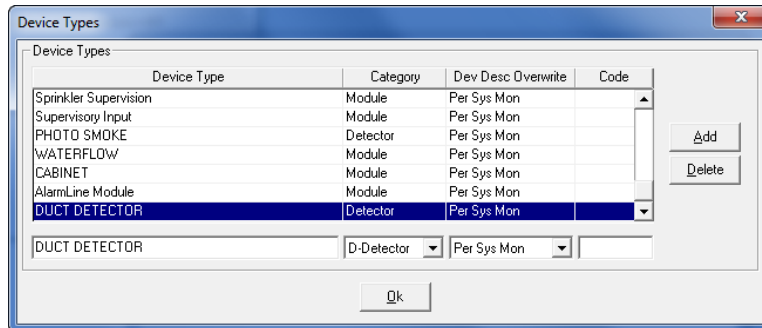 Device Types
Device Types
Device Type Category Dev Desc Overwrite Code
Sprinkler Supervision Module Per Sys Mon
Supervisory Input Module Per Sys Mon
PHOTO SMOKE Detector Per Sys Mon
WATERFLOW Module Per Sys Mon
CABINET Module Per Sys Mon
AlarmLine Module Module Per Sys Mon
DUCT DETECTOR Detector Per Sys Mon
Add
Delete
DUCT DETECTOR D-Detector Per Sys Mon
Ok